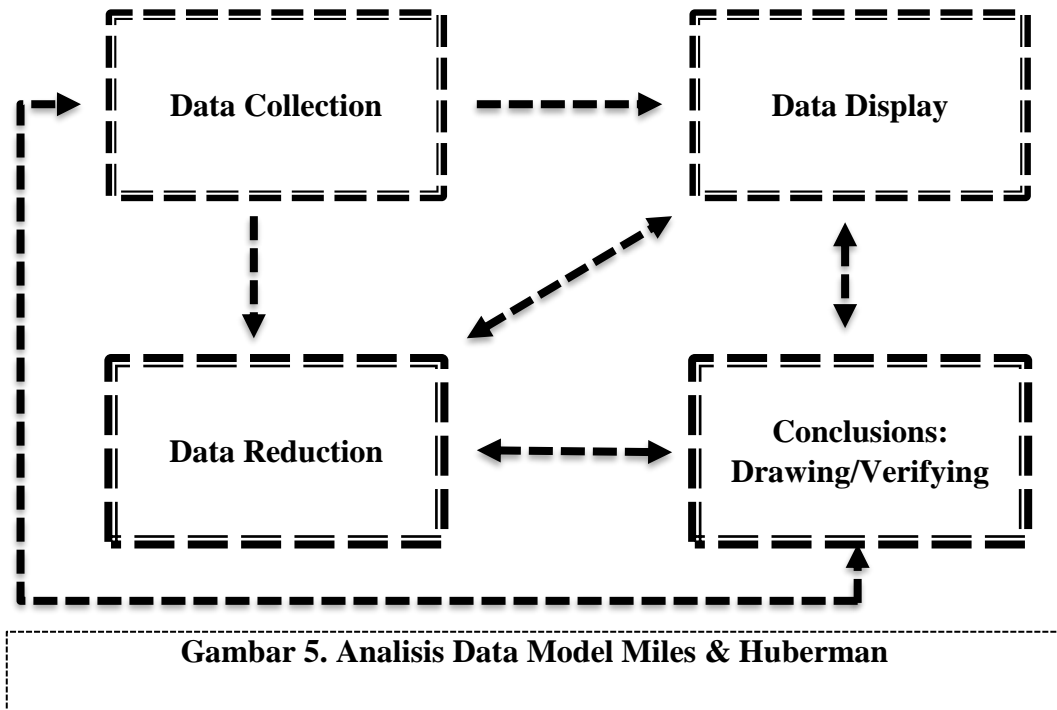 Data Collection
Data Display
Data Reduction
Conclusions:
Drawing/Verifying
Gambar 5. Analisis Data Model Miles & Huberman